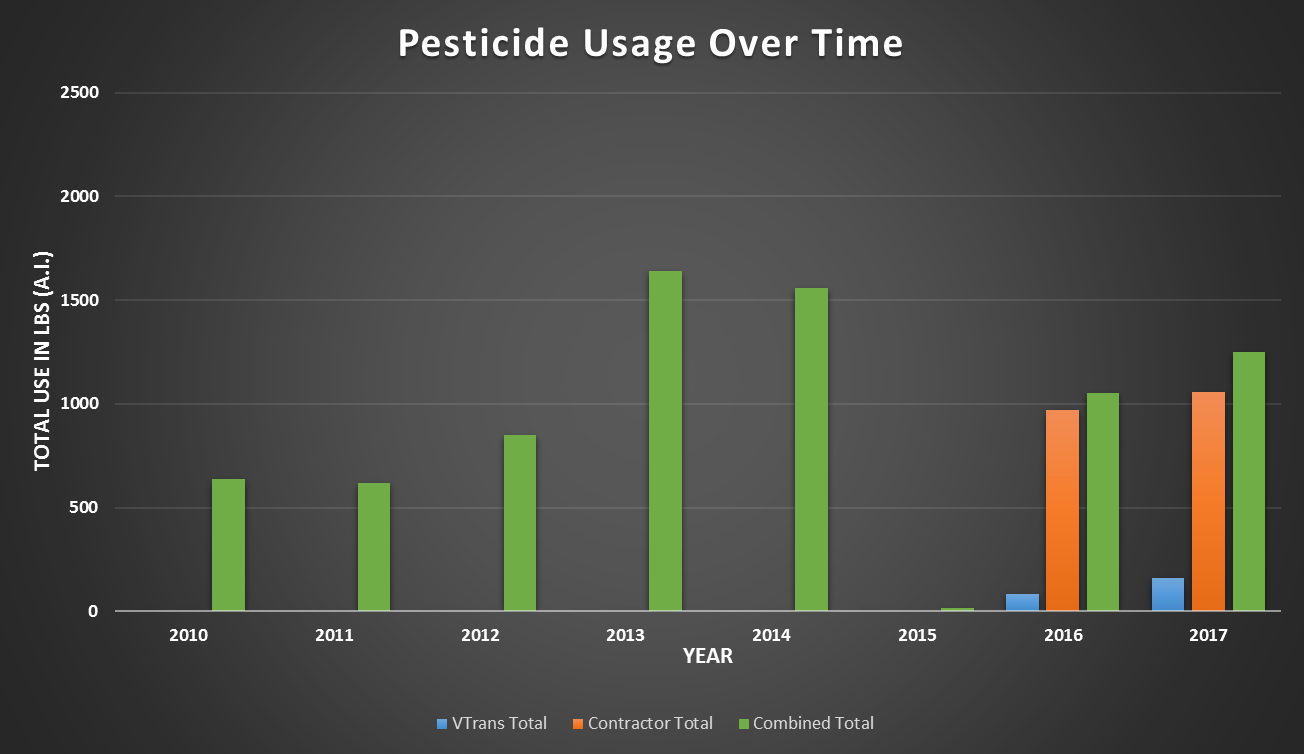 Pesticide Usage Over Time
TOTAL USE IN LBS (A.I.)
2500
2000
1500
1000
500
0
2010 2011 2012 2013 2014 2015 2016 2017
YEAR
VTrans Total Contractor Total Combined Total